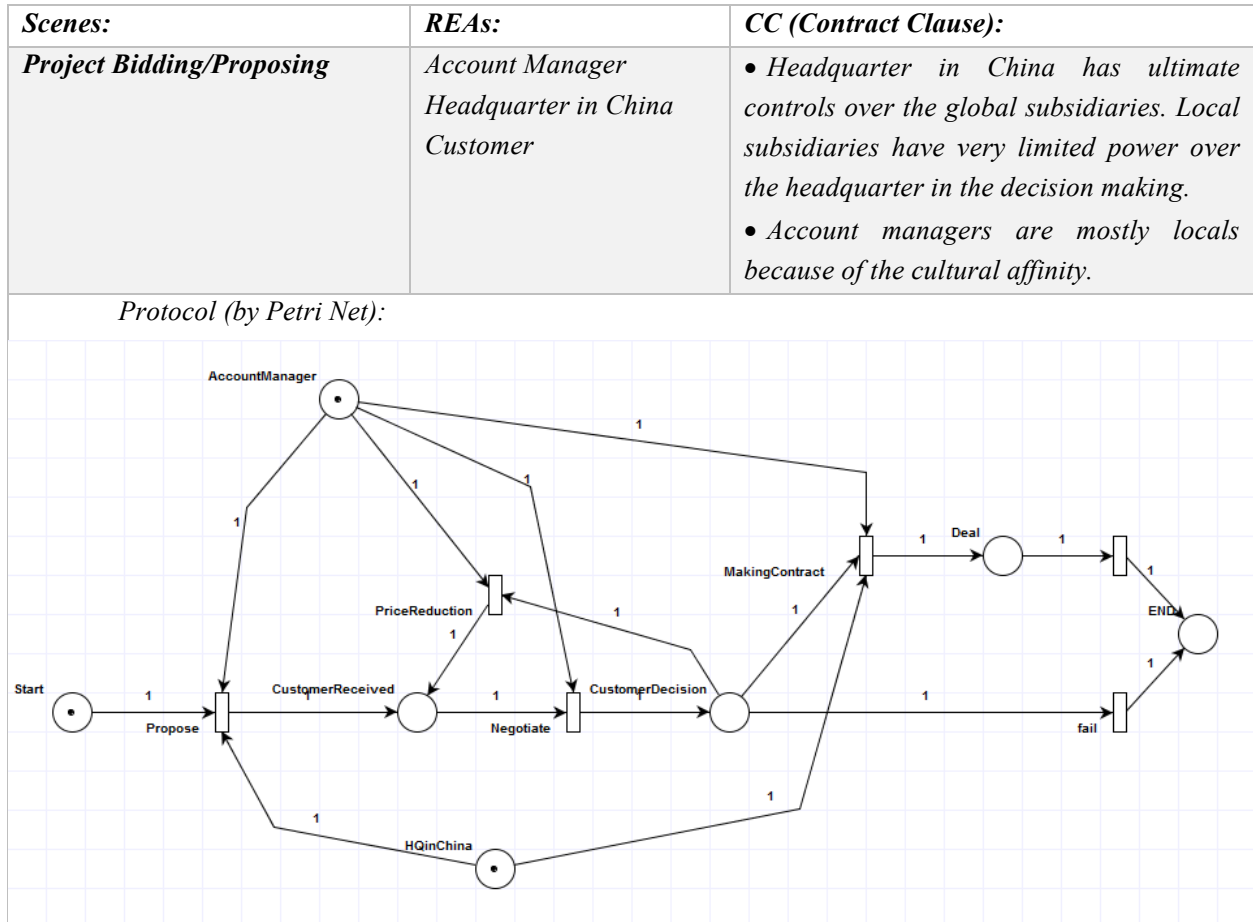 Scenes:
REAs:
CC (Contract Clause):
Project Bidding/Proposing
Account Manager
Headquarter in China
Customer
• Headquarter in China has ultimate
controls over the global subsidiaries. Local
subsidiaries have very limited power over
the headquarter in the decision making.
• Account managers are mostly locals
because of the cultural affinity.
Protocol (by Petri Net):
AccountManager
1
1
1
1
1
Deal
1
1
MakingContract
1
PriceReduction
1
1
1
END
Start
1
Propose
1
CustomerReceived
1
Negotiate
1
CustomerDecision
1
fail
1
1
1
HQinChina